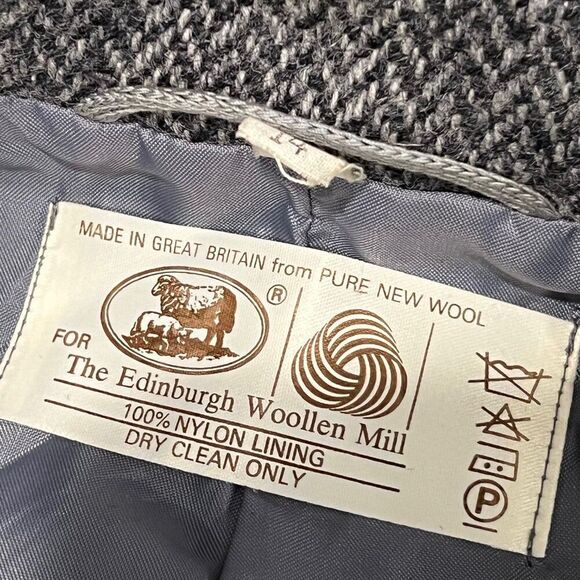 14
MADE IN GREAT BRITAIN from PURE NEW WOOL
®
FOR
The Edinburgh Woollen Mill
100% NYLON LINING
DRY CLEAN ONLY
P